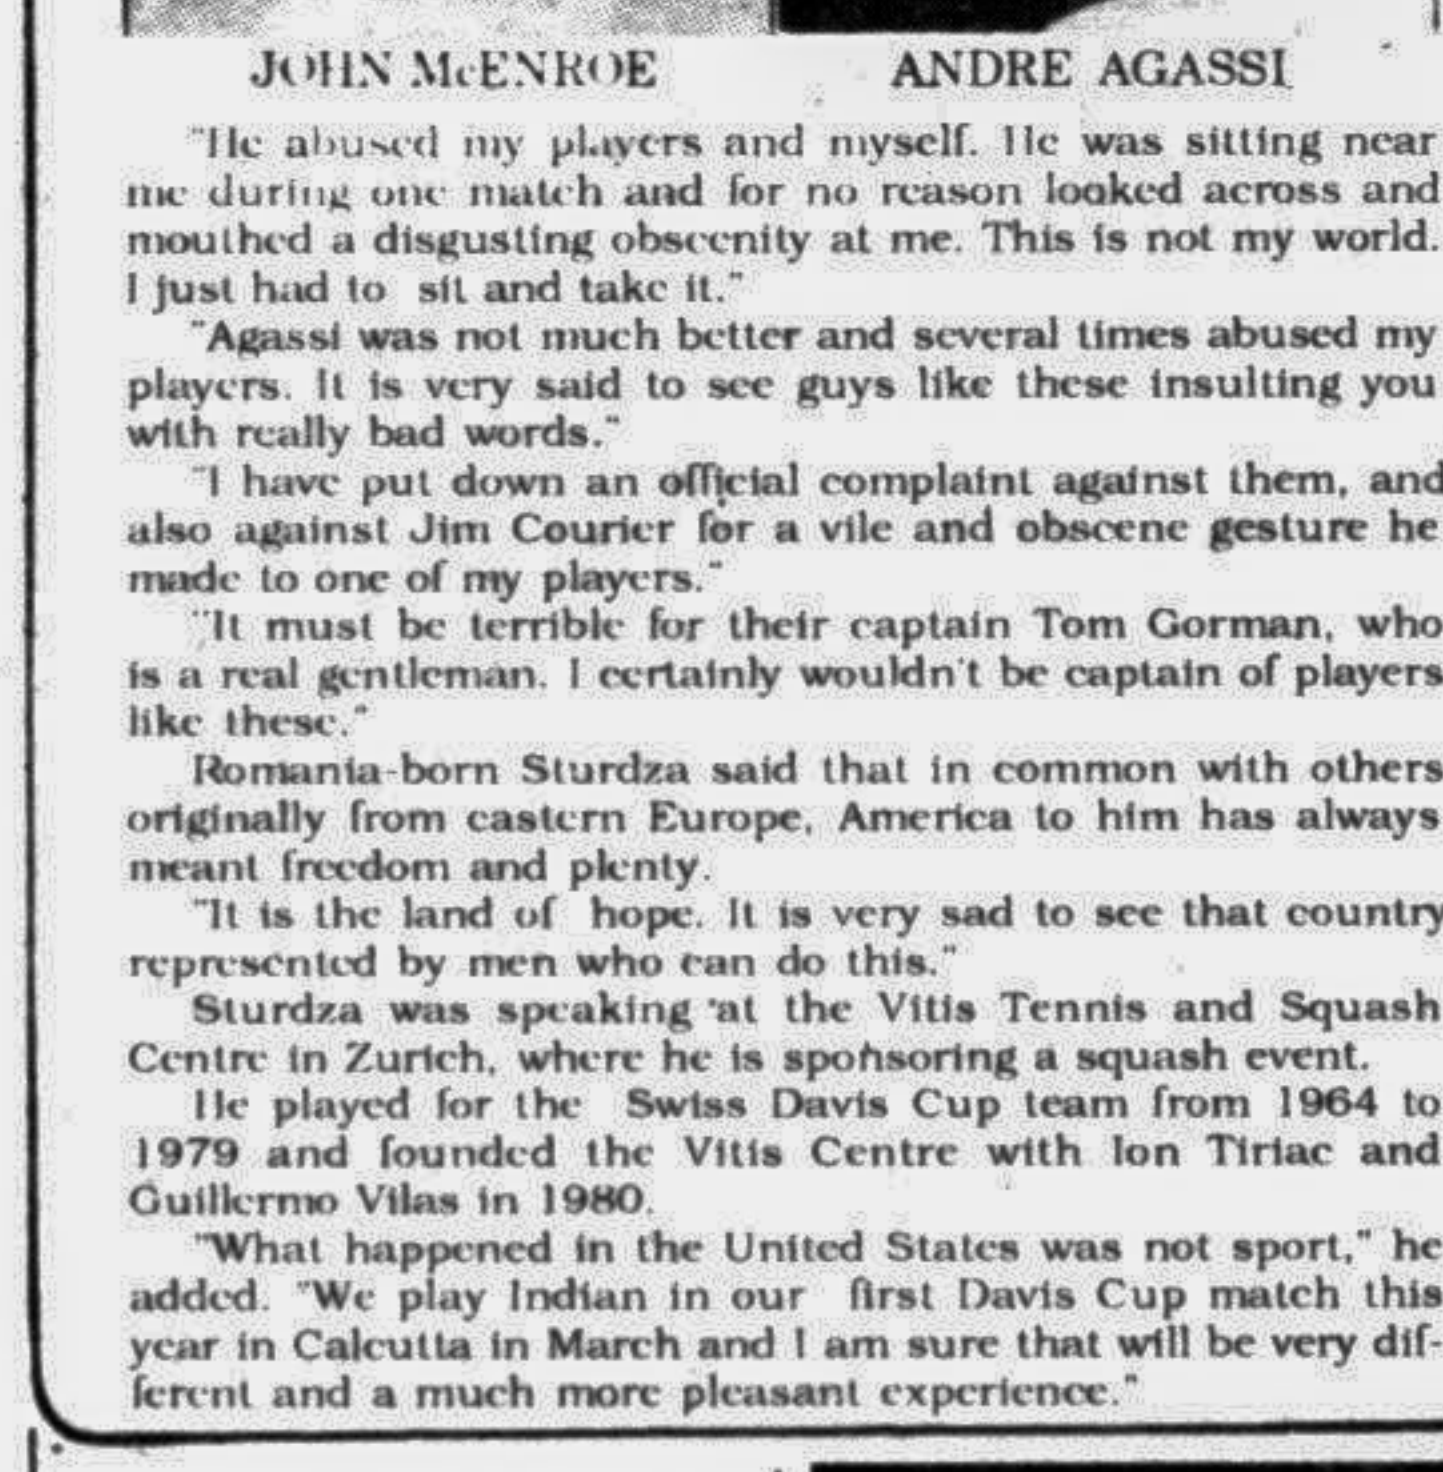 JOHN McENROE ANDRE AGASSI
"He abused my players and myself. He was sitting near
me during one match and for no reason looked across and
mouthed a disgusting obscenity at me. This is not my world.
I just had to sit and take it."
"Agassi was not much better and several times abused my
players. It is very said to see guys like these insulting you
with really bad words."
"I have put down an official complaint against them, and
also against Jim Courier for a vile and obscene gesture he
made to one of my players."
"It must be terrible for their captain Tom Gorman, who
is a real gentleman. I certainly wouldn't be captain of players
like these."
Romania-born Sturdza said that in common with others
originally from eastern Europe, America to him has always
meant freedom and plenty.
"It is the land of hope. It is very sad to see that country
represented by men who can do this."
Sturdza was speaking at the Vitis Tennis and Squash
Centre in Zurich, where he is sponsoring a squash event.
He played for the Swiss Davis Cup team from 1964 to
1979 and founded the Vitis Centre with Ion Tiriac and
Guillermo Vilas in 1980.
"What happened in the United States was not sport," he
added. "We play Indian in our first Davis Cup match this
year in Calcutta in March and I am sure that will be very dif-
ferent and a much more pleasant experience."